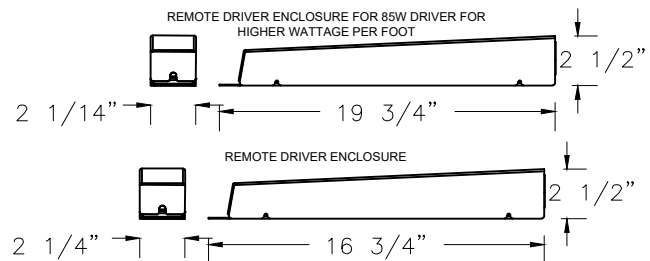 REMOTE DRIVER ENCLOSURE FOR 85W DRIVER FOR
HIGHER WATTAGE PER FOOT
2 1/2”
2 1/14”
19 3/4”
REMOTE DRIVER ENCLOSURE
2 1/2”
2 1/4”
16 3/4”